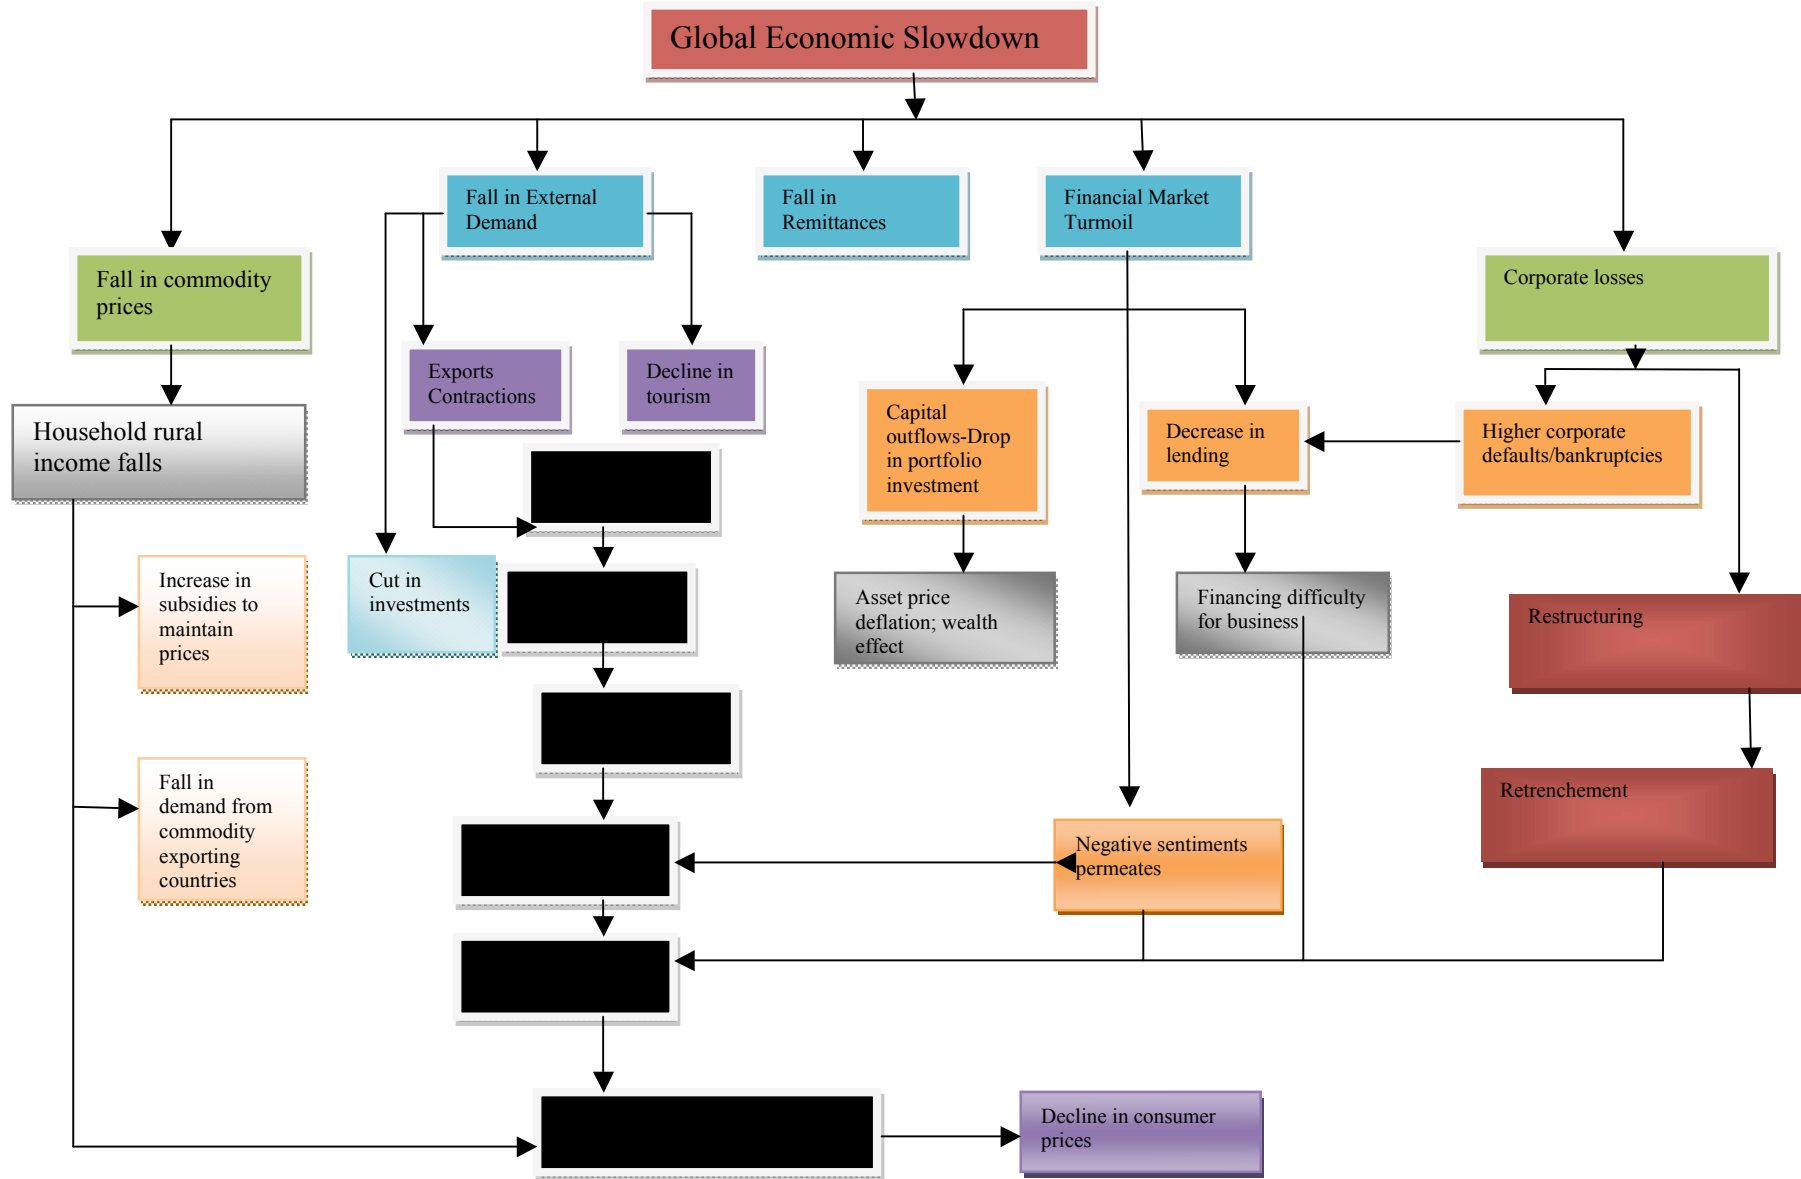 Global Economic Slowdown
Fall in External
Demand
Fall in
Remittances
Financial Market
Turmoil
Fall in commodity
prices
Corporate losses
Exports
Contractions
Decline in
tourism
Capital
outflows-Drop
in portfolio
investment
Decrease in
lending
Higher corporate
defaults/bankruptcies
Household rural
income falls
Increase in
subsidies to
maintain
prices
Cut in
investments
Asset price
deflation; wealth
effect
Financing difficulty
for business
Restructuring
Fall in
demand from
commodity
exporting
countries
Retrenchement
Negative sentiments
permeates
Decline in consumer
prices